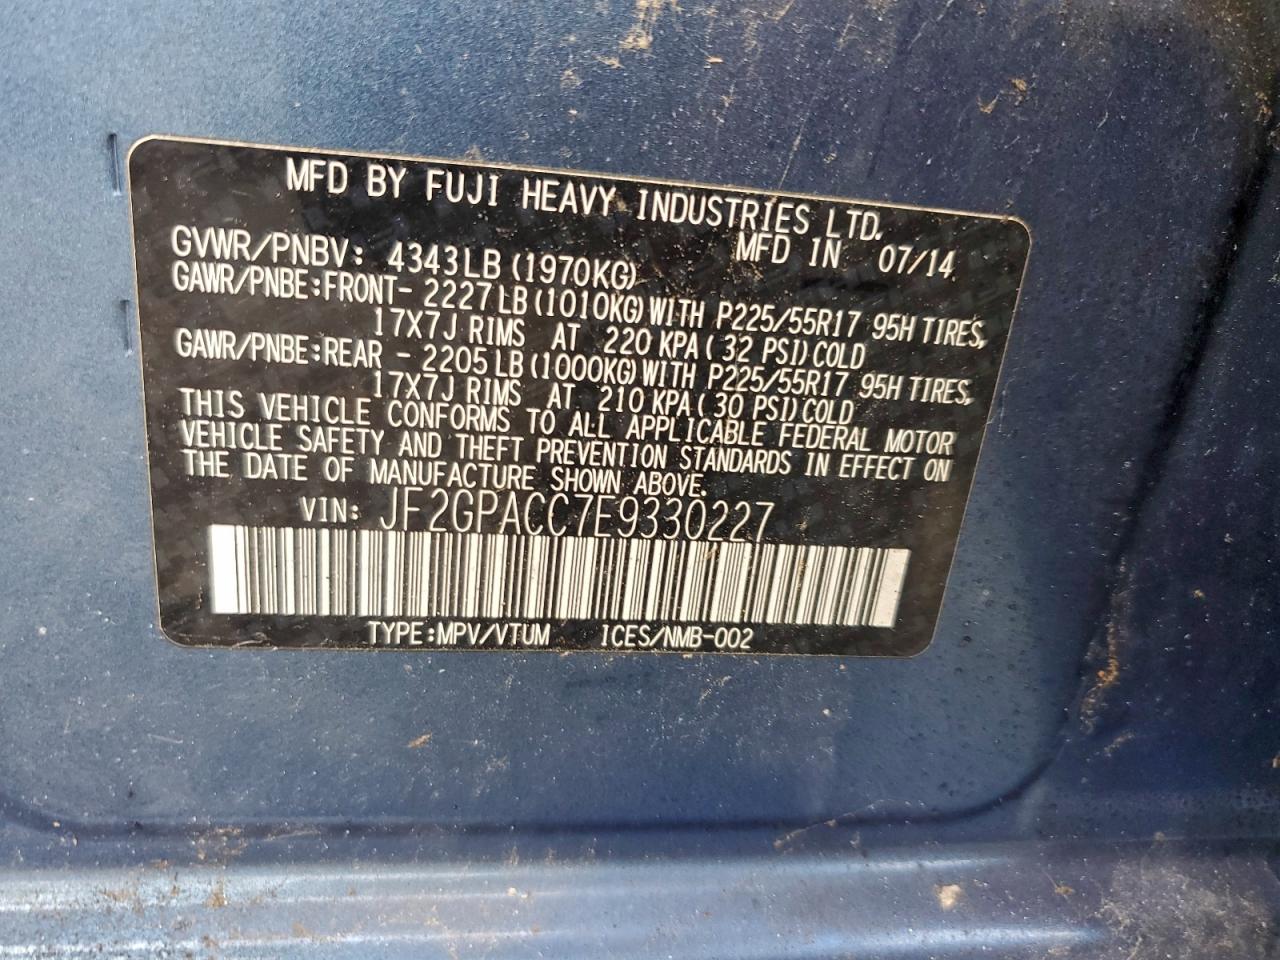 MFD BY FUJI HEAVY INDUSTRIES LTD.
GVWR/PNBV: 4343LB (1970KG) MFD IN 07/14
GAWR/PNBE:FRONT- 2227LB (1010KG) WITH P225/55R17 95H TIRES,
17X7J RIMS AT 220 KPA (32 PSI) COLD
GAWR/PNBE:REAR - 2205LB (1000KG) WITH P225/55R17 95H TIRES,
17X7J RIMS AT 210 KPA (30 PSI) COLD
THIS VEHICLE CONFORMS TO ALL APPLICABLE FEDERAL MOTOR
VEHICLE SAFETY AND THEFT PREVENTION STANDARDS IN EFFECT ON
THE DATE OF MANUFACTURE SHOWN ABOVE.
VIN: JF2GPACC7E9330227
TYPE:MPV/VTUM ICES/NMB-002